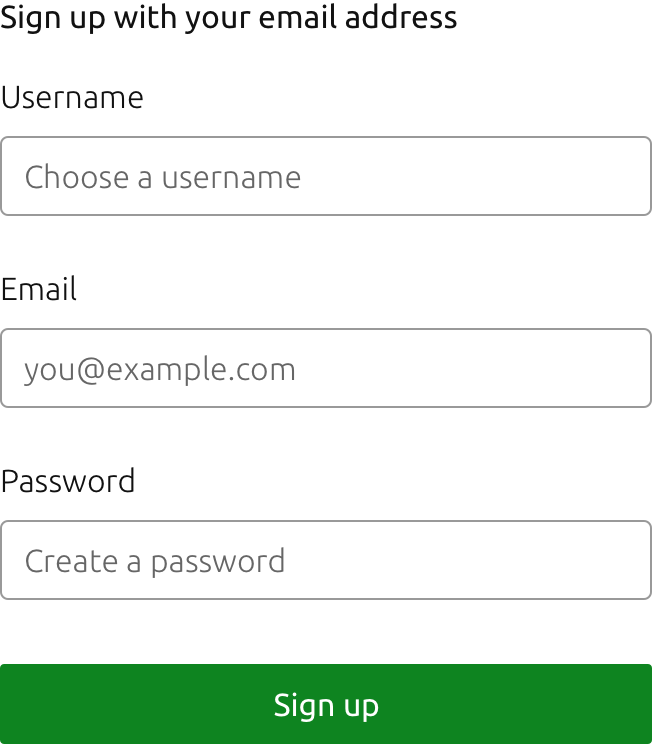 Sign up with your email address
Username
Choose a username
Email
you@example.com
Password
Create a password
Sign up